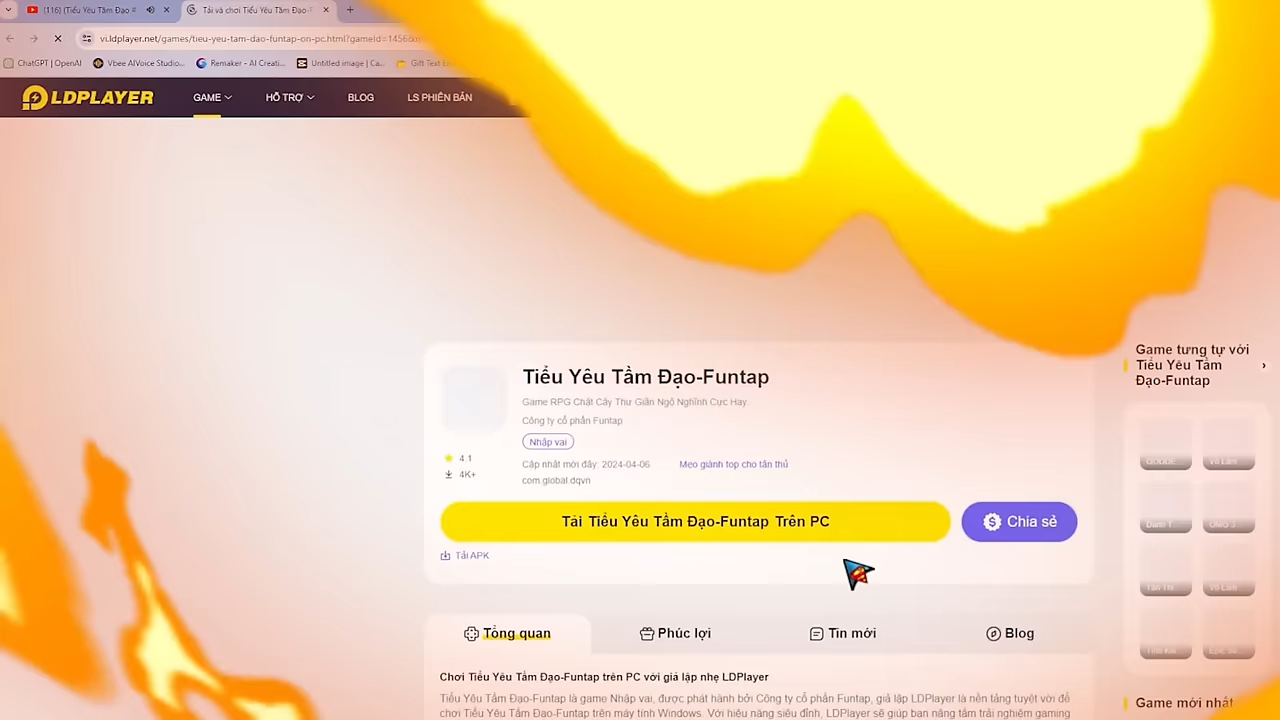 (116) (Tiểu Yêu Tầm Đạo #
Tải và chơi Tiểu Yêu Tầm Đạo-F
vi.ldplayer.net/games/tieu-yeu-tam-dao-funtap-on-pc.html?gameId=1456
ChatGPT | OpenAI
Vbee AIVoice Studio...
Remaker - AI Creati...
Untitled image | Ca...
Gift Text
LDPLAYER
GAME
HỖ TRỢ
BLOG
LS PHIÊN BẢN
Tiểu Yêu Tầm Đạo-Funtap
Game RPG Chặt Cây Thư Giãn Ngộ Nghĩnh Cực Hay.
Công ty cổ phần Funtap
Nhập vai
4.1
Cập nhật mới đây: 2024-04-06
Mẹo giành top cho tân thủ
4K+
com.global.dqvn
Tải Tiểu Yêu Tầm Đạo-Funtap Trên PC
Chia sẻ
Tải APK
Game tương tự với
Tiểu Yêu Tầm
Đạo-Funtap
Tổng quan
Phúc lợi
Tin mới
Blog
Chơi Tiểu Yêu Tầm Đạo-Funtap trên PC với giả lập nhẹ LDPlayer
Tiểu Yêu Tầm Đạo-Funtap là game Nhập vai, được phát hành bởi Công ty cổ phần Funtap, giả lập LDPlayer là nền tảng tuyệt vời để
chơi Tiểu Yêu Tầm Đạo-Funtap trên máy tính Windows. Với hiệu năng siêu đỉnh, LDPlayer sẽ giúp bạn nâng tầm trải nghiệm gaming
Game mới nhất